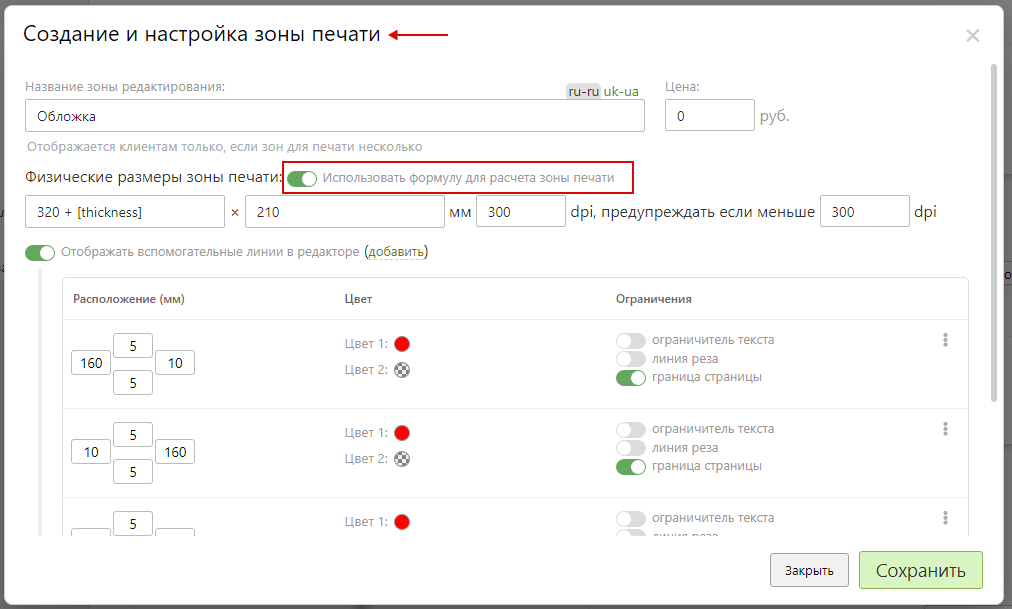 Создание и настройка зоны печати
Название зоны редактирования:
ru-ru uk-ua
Цена:
Обложка
0 руб.
Отображается клиентам только, если зон для печати несколько
Физические размеры зоны печати: Использовать формулу для расчета зоны печати
320 + [thickness] × 210 мм 300 dpi, предупреждать если меньше 300 dpi
Отображать вспомогательные линии в редакторе (добавить)
Расположение (мм) Цвет Ограничения
5
160 10
5
Цвет 1:
Цвет 2:
ограничитель текста
линия реза
граница страницы
5
10 160
5
Цвет 1:
Цвет 2:
ограничитель текста
линия реза
граница страницы
5
Цвет 1:
ограничитель текста
линия реза
Закрыть Сохранить